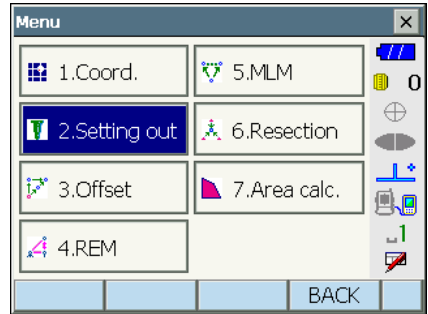 Menu
1.Coord.
5.MLM
0
2.Setting out
6.Resection
3.Offset
7.Area calc.
4.REM
1
BACK